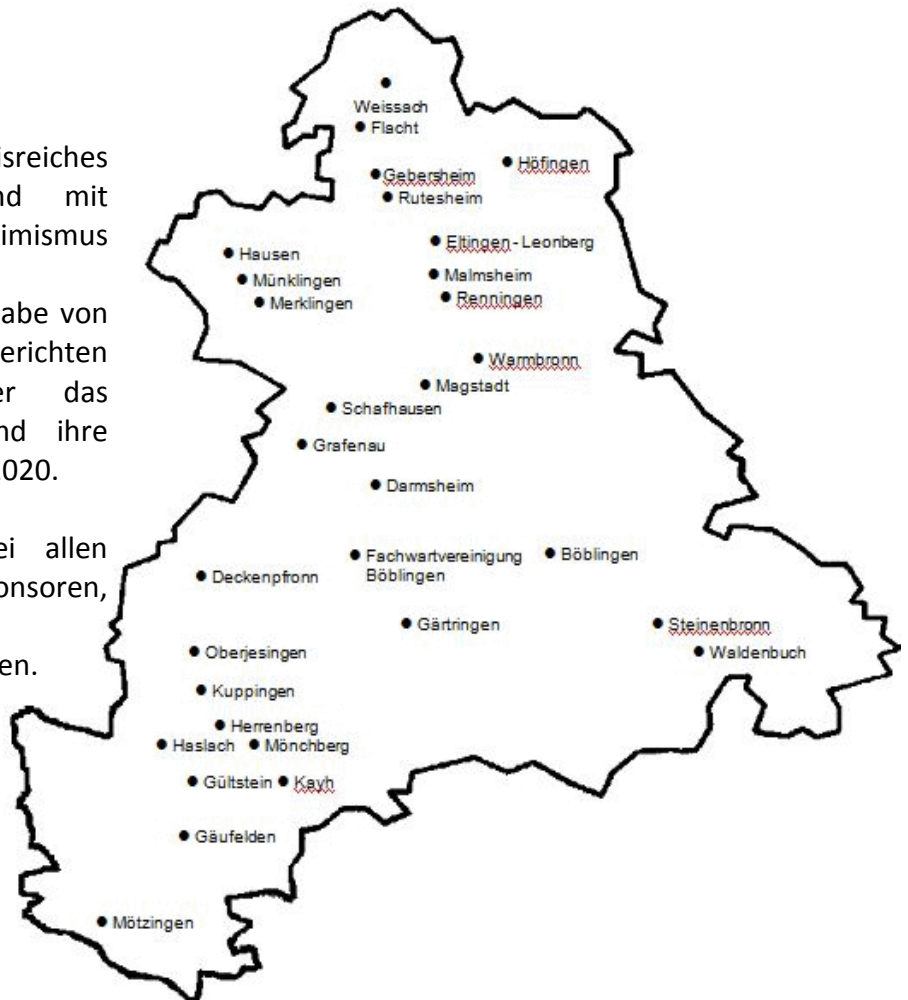 isreiches
nd mit
imismus
abe von
erichten
er das
nd ihre
2020.
ei allen
onsoren,
en.
Weissach
Flacht
Höfingen
Gebersheim
Rutesheim
Eltingen - Leonberg
Hausen
Malmsheim
Münklingen
Renningen
Merklingen
Warmbronn
Magstadt
Schafhausen
Grafenau
Darmsheim
Fachwartvereinigung
Böblingen
Böblingen
Deckenpfronn
Gärtringen
Steinenbronn
Oberjesingen
Waldenbuch
Kuppingen
Herrenberg
Haslach
Mönchberg
Gültstein
Kayh
Gäufelden
Mötzingen